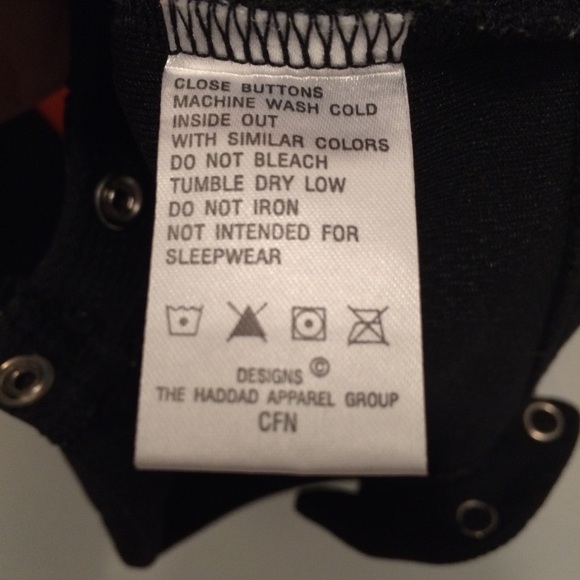 CLOSE BUTTONS
MACHINE WASH COLD
INSIDE OUT
WITH SIMILAR COLORS
DO NOT BLEACH
TUMBLE DRY LOW
DO NOT IRON
NOT INTENDED FOR
SLEEPWEAR
DESIGNS ©
THE HADDAD APPAREL GROUP
CFN